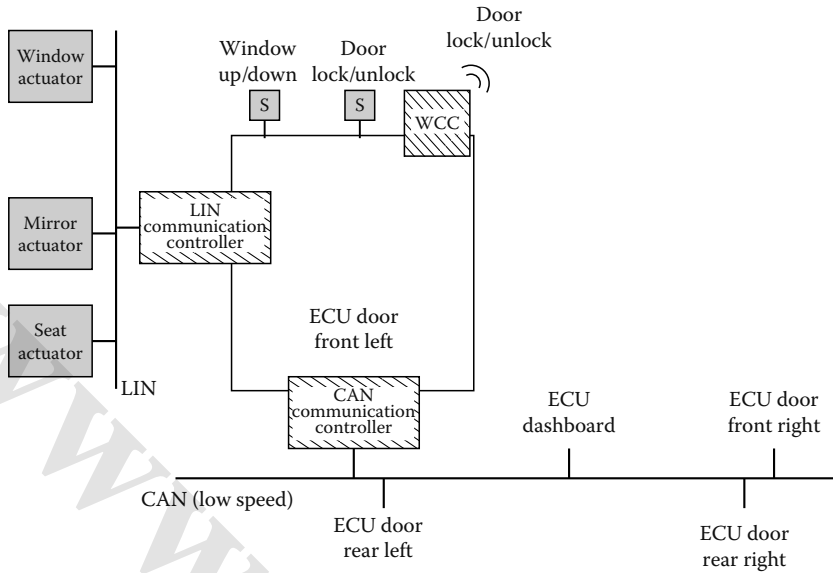 Door
lock/unlock
Window
up/down
Door
lock/unlock
Window
actuator
S
S
WCC
LIN
communication
controller
Mirror
actuator
Seat
actuator
ECU door
front left
LIN
CAN
communication
controller
ECU
dashboard
ECU door
front right
CAN (low speed)
ECU door
rear left
ECU door
rear right
WWW